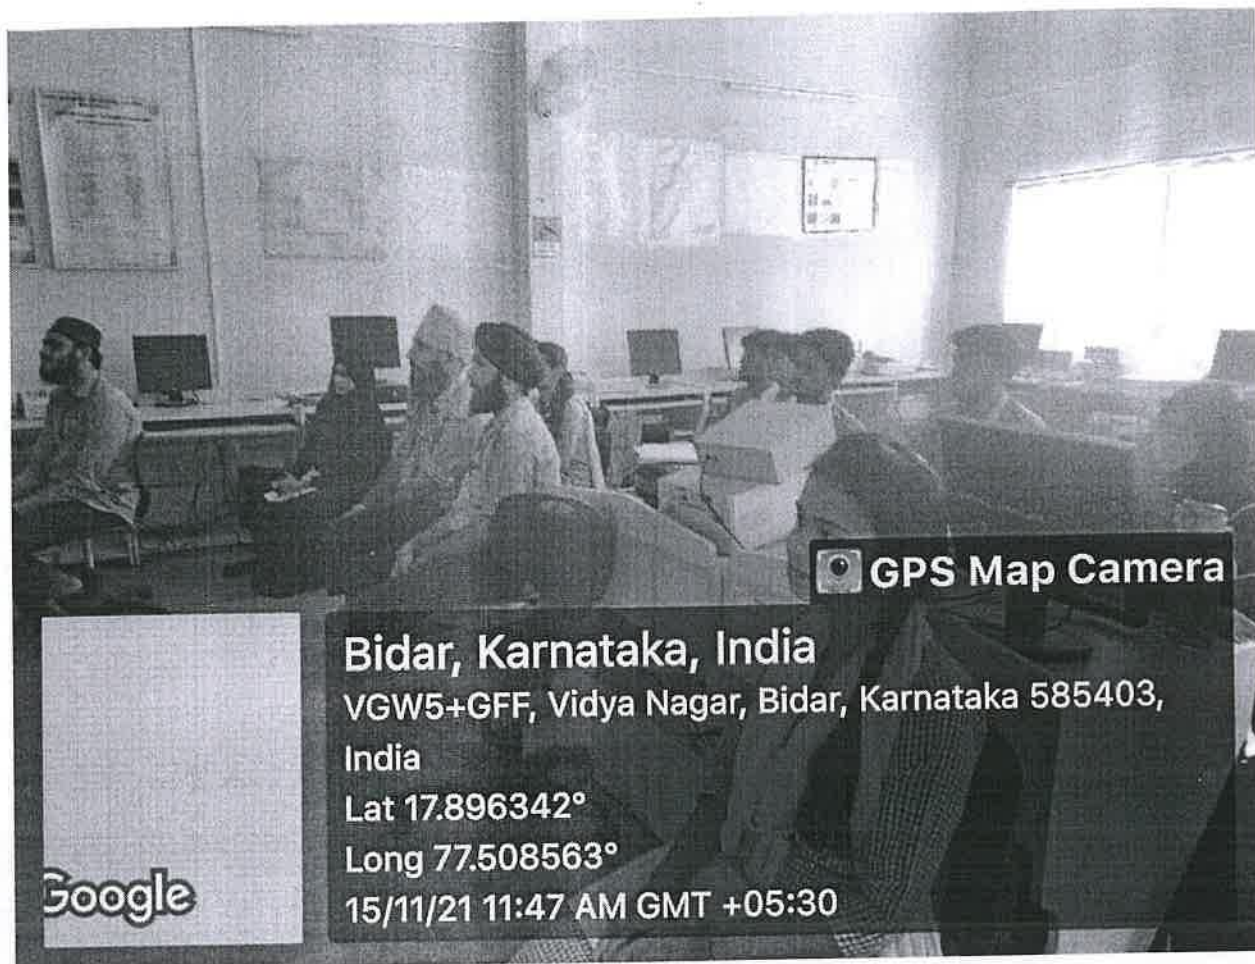 GPS Map Camera
Bidar, Karnataka, India
VGW5+GFF, Vidya Nagar, Bidar, Karnataka 585403,
India
Lat 17.896342°
Long 77.508563°
15/11/21 11:47 AM GMT +05:30
Google